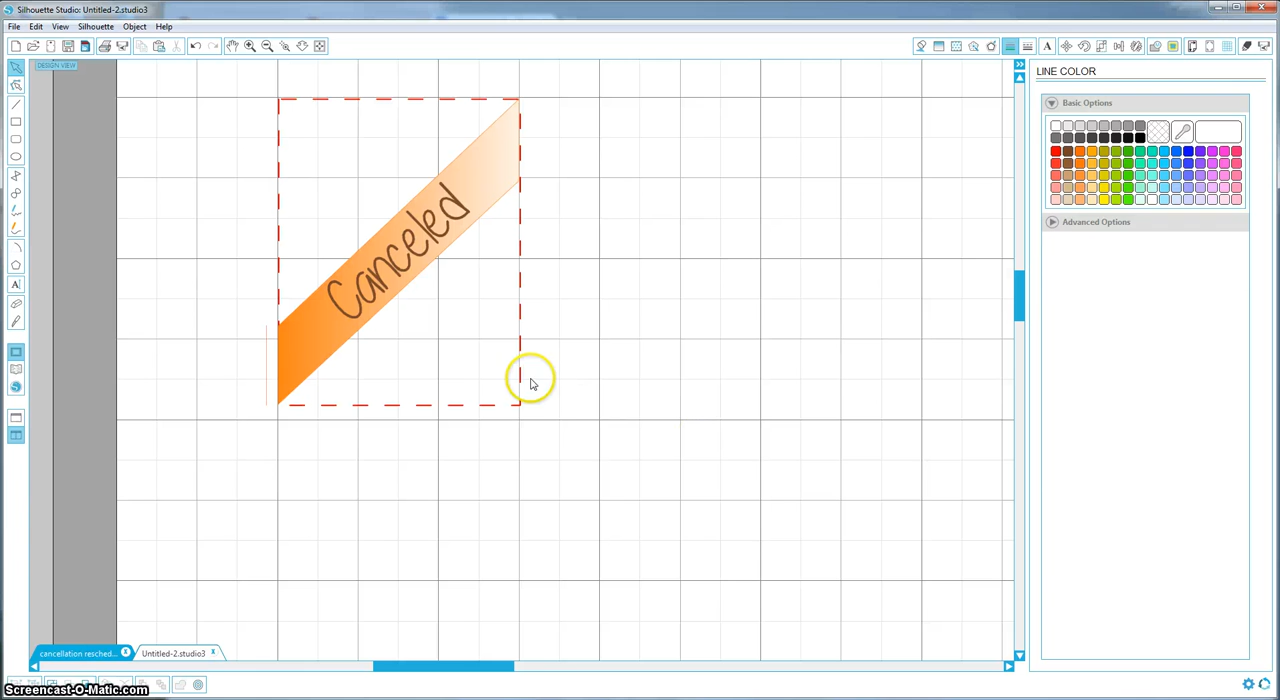 Silhouette Studio: Untitled-2.studio3
File Edit View Silhouette Object Help
DESIGN VIEW
LINE COLOR
Basic Options
Advanced Options
Canceled
cancellation resched...
Untitled-2.studio3
Screencast-O-Matic.com